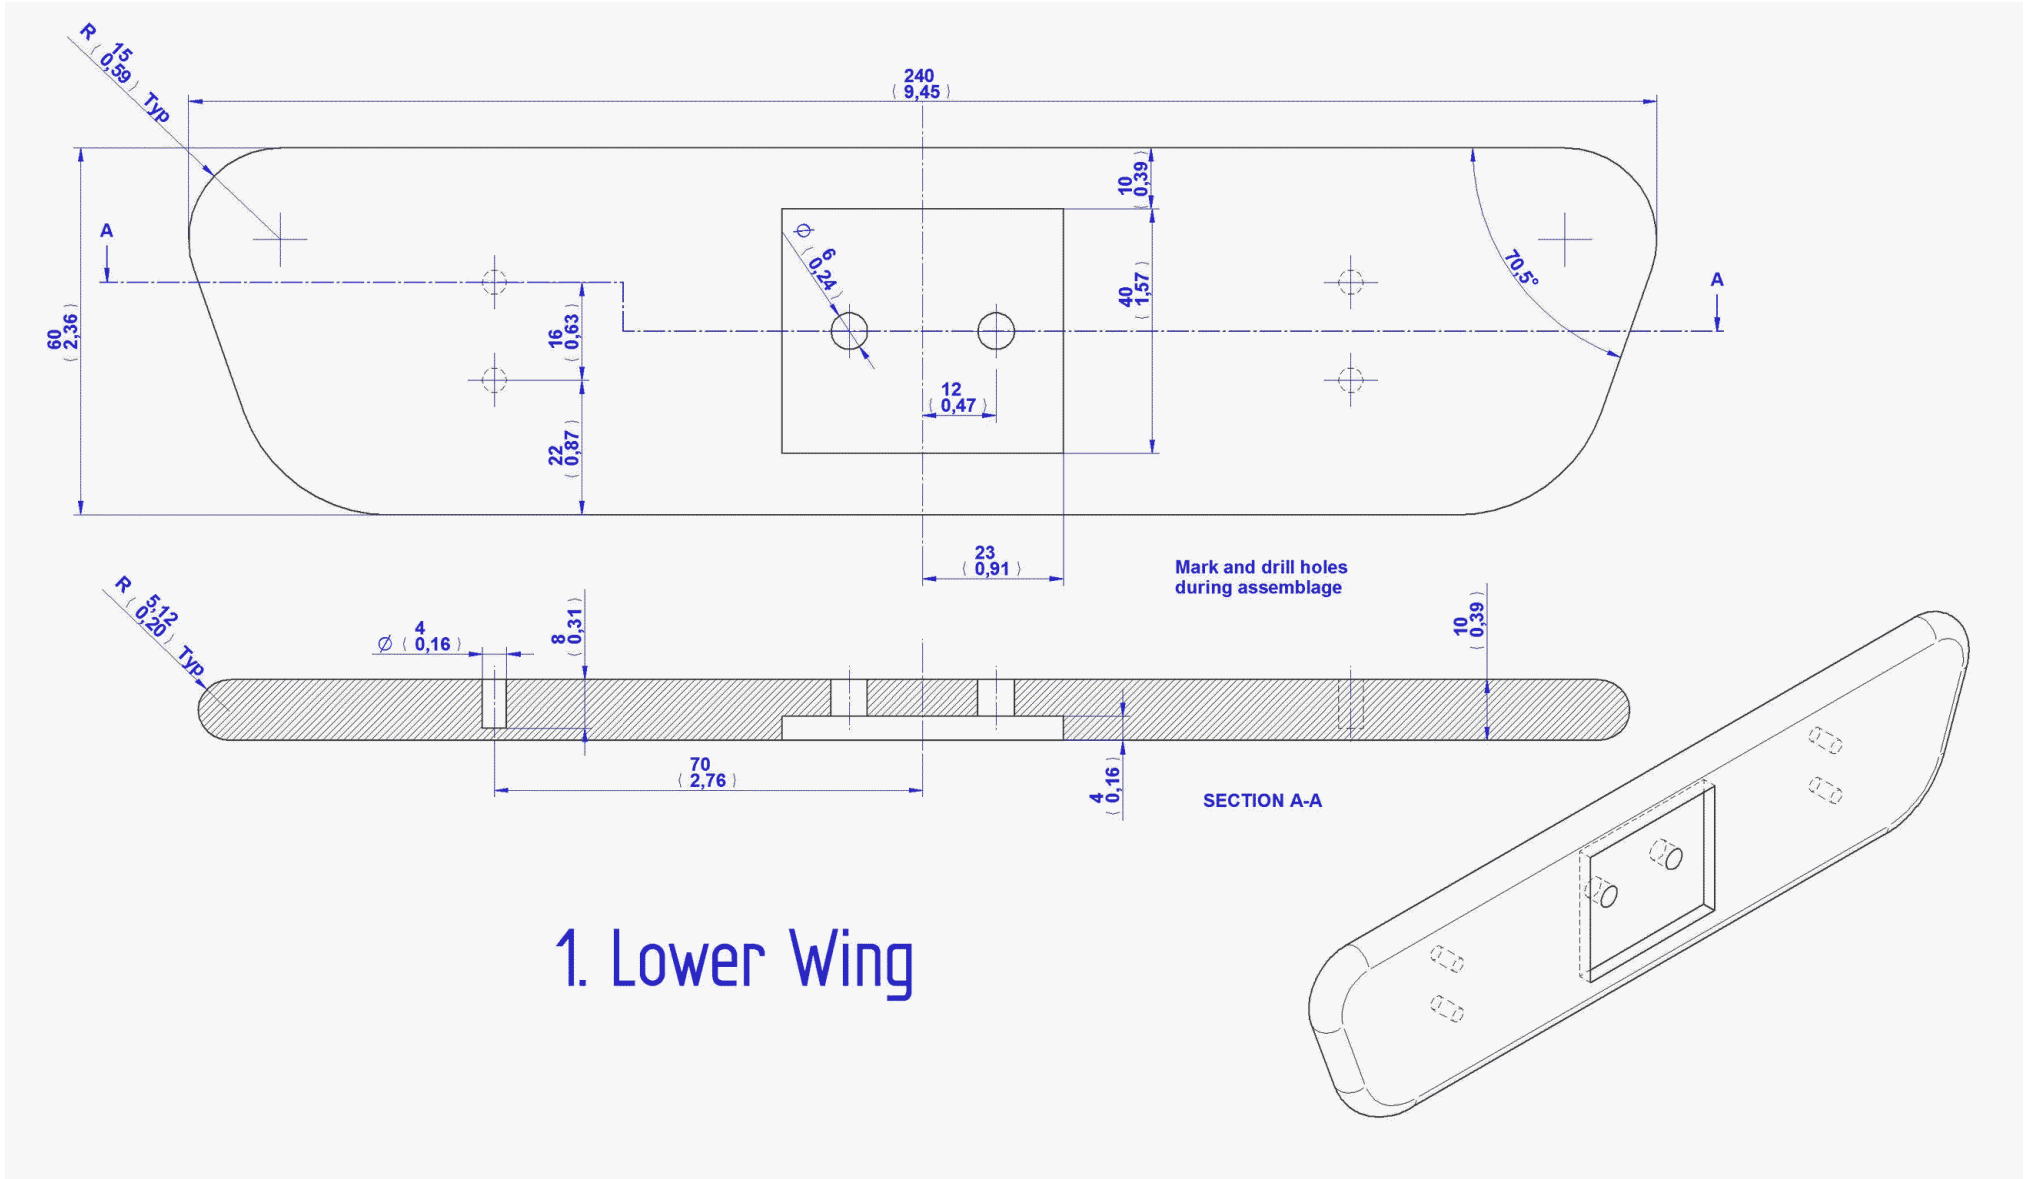 R 15
( 0,59 ) Typ
240
( 9,45 )
10
( 0,39 )
A
∅ 6
( 0,24 )
70,5°
A
60
( 2,36 )
16
( 0,63 )
40
( 1,57 )
12
( 0,47 )
22
( 0,87 )
23
( 0,91 )
Mark and drill holes
during assemblage
R 5,12
( 0,20 ) Typ
∅ 4
( 0,16 )
8
( 0,31 )
10
( 0,39 )
70
( 2,76 )
4
( 0,16 )
SECTION A-A
1. Lower Wing